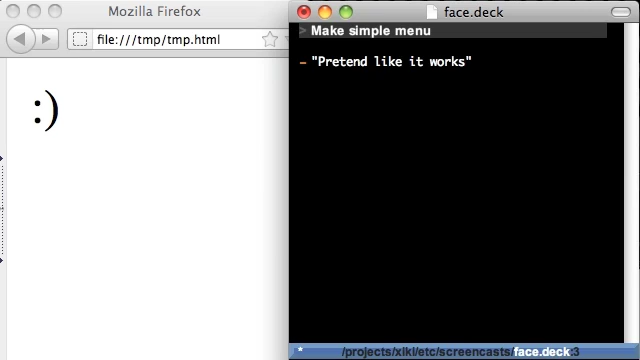 Mozilla Firefox
file:///tmp/tmp.html
:)
face.deck
> Make simple menu
– "Pretend like it works"
* /projects/xiki/etc/screencasts/face.deck 3